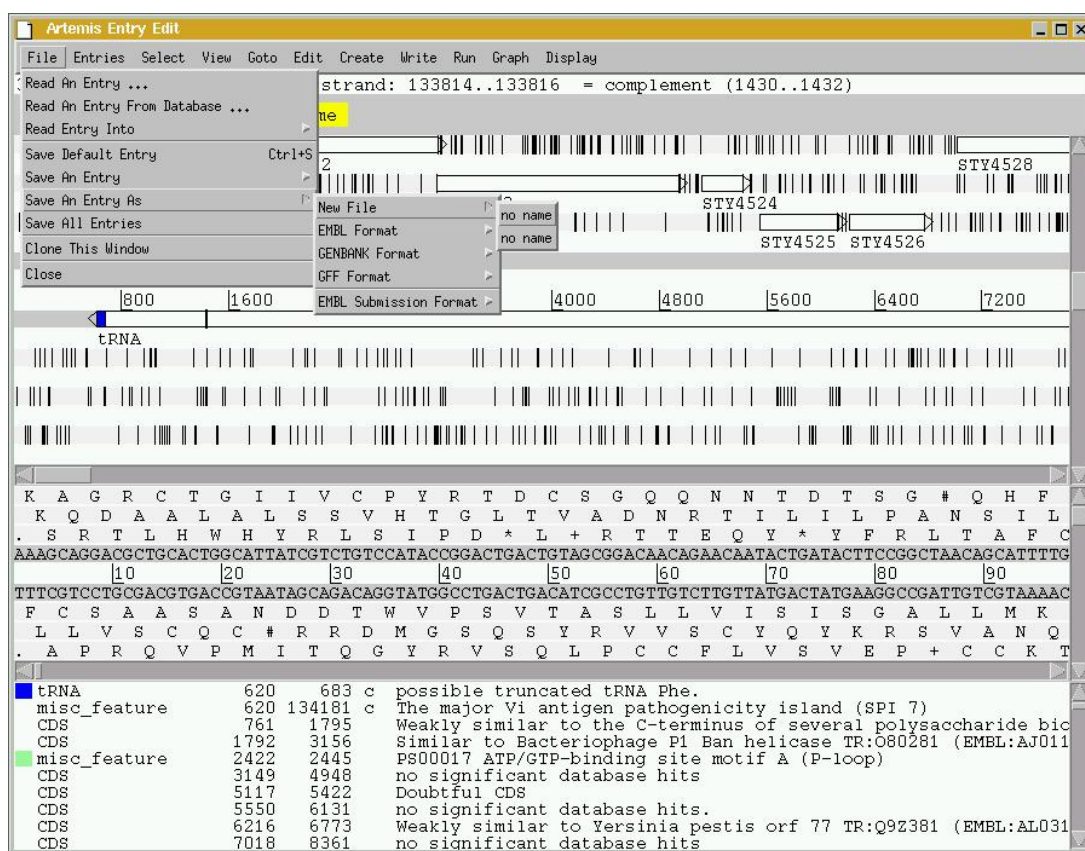 Artemis Entry Edit
File Entries Select View Goto Edit Create Write Run Graph Display
strand: 133814..133816 = complement (1430..1432)
Read An Entry ...
Read An Entry From Database ...
Read Entry Into
Save Default Entry Ctrl+S
Save An Entry
Save An Entry As
Save All Entries
Clone This Window
Close
New File
EMBL Format
GENBANK Format
GFF Format
EMBL Submission Format
no name
no name
me
2
STY4528
STY4524
STY4525 STY4526
800 1600 4000 4800 5600 6400 7200
tRNA
K A G R C T G I I V C P Y R T D C S G Q Q N N T D T S G # Q H F
K Q D A A L A L S S V H T G L T V A D N R T I L I L P A N S I L
. S R T L H W H Y R L S I P D * L + R T T E Q Y * Y F R L T A F C
AAAGCAGGACGCTGCACTGGCATTATCGTCTGTCCATACCGGACTGACTGTAGCGGACAACAGAACAATACTGATACTTCCGGCTAACAGCATTTTG
10 20 30 40 50 60 70 80 90
TTTCGTCCTGCGACGTGACCGTAATAGCAGACAGGTATGGCCTGACTGACATCGCCTGTTGTCTTGTTATGACTATGAAGGCCGATTGTCGTAAAAC
F C S A A S A N D D T W V P S V T A S L L V I S I S G A L L M K
L L V S C Q C # R R D M G S Q S Y R V V S C Y Q Y K R S V A N Q
. A P R Q V P M I T Q G Y R V S Q L P C C F L V S V E P + C C K T
tRNA 620 683 c possible truncated tRNA Phe.
misc_feature 620 134181 c The major Vi antigen pathogenicity island (SPI 7)
CDS 761 1795 Weakly similar to the C-terminus of several polysaccharide bio
CDS 1792 3156 Similar to Bacteriophage P1 Ban helicase TR:O80281 (EMBL:AJ011
misc_feature 2422 2445 PS00017 ATP/GTP-binding site motif A (P-loop)
CDS 3149 4948 no significant database hits
CDS 5117 5422 Doubtful CDS
CDS 5550 6131 no significant database hits.
CDS 6216 6773 Weakly similar to Yersinia pestis orf 77 TR:Q9Z381 (EMBL:AL031
CDS 7018 8361 no significant database hits